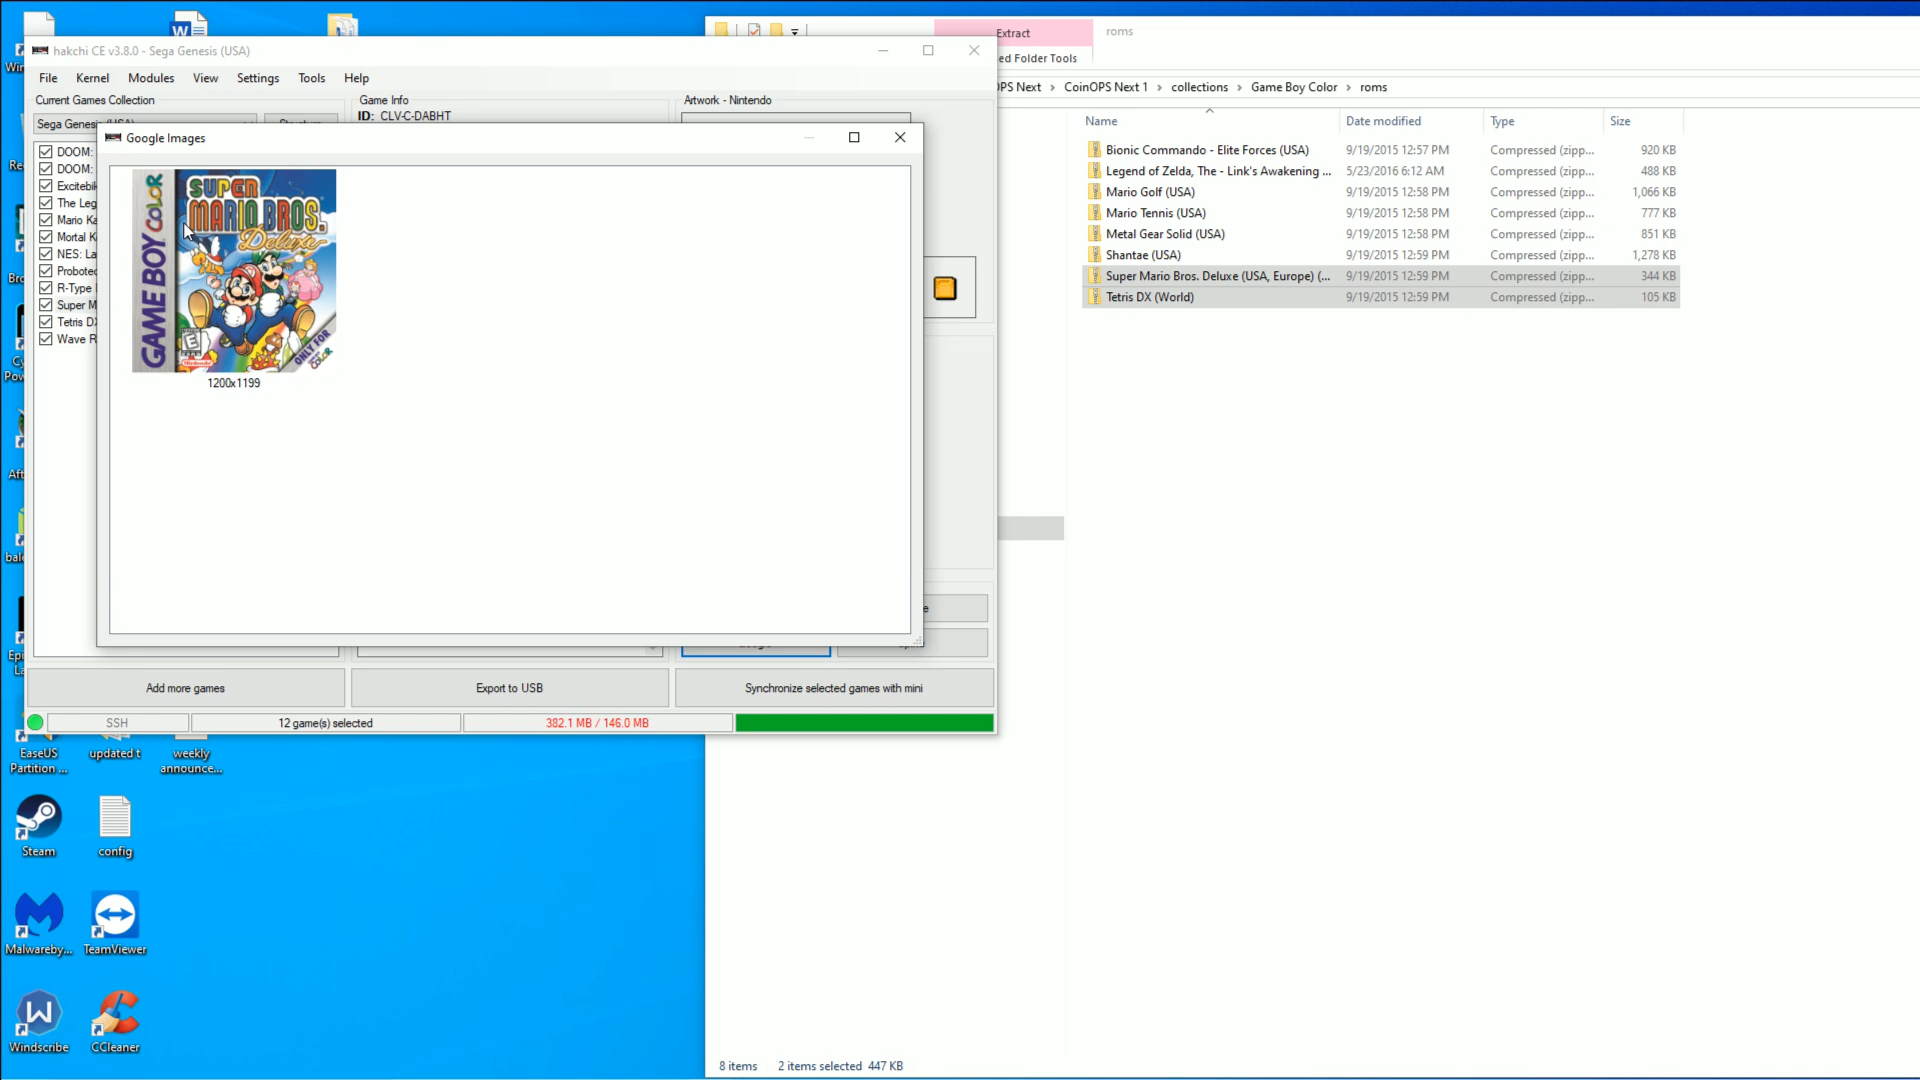 hakchi CE v3.8.0 - Sega Genesis (USA)
File Kernel Modules View Settings Tools Help
Current Games Collection
Game Info
Artwork - Nintendo
ID: CLV-C-DABHT
Google Images
DOOM:
DOOM:
Excitebik
The Leg
Mario Ka
Mortal K
NES: La
Probotec
R-Type
Super M
Tetris DX
Wave R
GAME BOY COLOR
SUPER
MARIO BROS.
Deluxe
E
Nintendo
ONLY FOR
COLOR
1200x1199
Add more games
Export to USB
Synchronize selected games with mini
SSH
12 game(s) selected
382.1 MB / 146.0 MB
Extract
roms
ed Folder Tools
OPS Next > CoinOPS Next 1 > collections > Game Boy Color > roms
Name Date modified Type Size
Bionic Commando - Elite Forces (USA) 9/19/2015 12:57 PM Compressed (zipp... 920 KB
Legend of Zelda, The - Link's Awakening ... 5/23/2016 6:12 AM Compressed (zipp... 488 KB
Mario Golf (USA) 9/19/2015 12:58 PM Compressed (zipp... 1,066 KB
Mario Tennis (USA) 9/19/2015 12:58 PM Compressed (zipp... 777 KB
Metal Gear Solid (USA) 9/19/2015 12:58 PM Compressed (zipp... 851 KB
Shantae (USA) 9/19/2015 12:59 PM Compressed (zipp... 1,278 KB
Super Mario Bros. Deluxe (USA, Europe) (... 9/19/2015 12:59 PM Compressed (zipp... 344 KB
Tetris DX (World) 9/19/2015 12:59 PM Compressed (zipp... 105 KB
8 items 2 items selected 447 KB
EaseUS
Partition ...
updated t
weekly
announce...
Steam
config
Malwareby...
TeamViewer
Windscribe
CCleaner